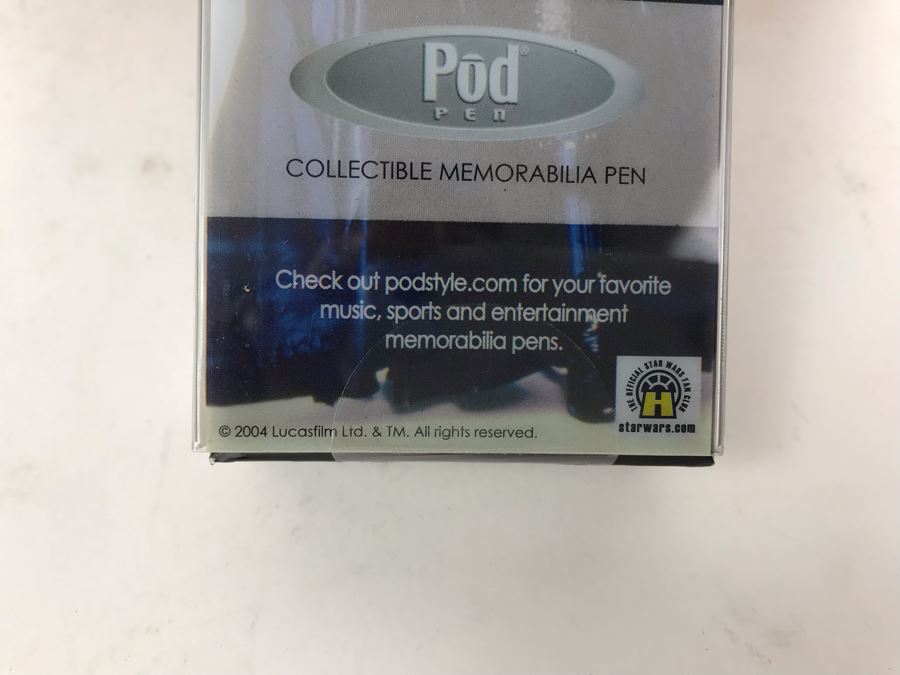 Pōd®
PEN
COLLECTIBLE MEMORABILIA PEN
Check out podstyle.com for your favorite
music, sports and entertainment
memorabilia pens.
THE OFFICIAL STAR WARS FAN CLUB
H
starwars.com
© 2004 Lucasfilm Ltd. & TM. All rights reserved.